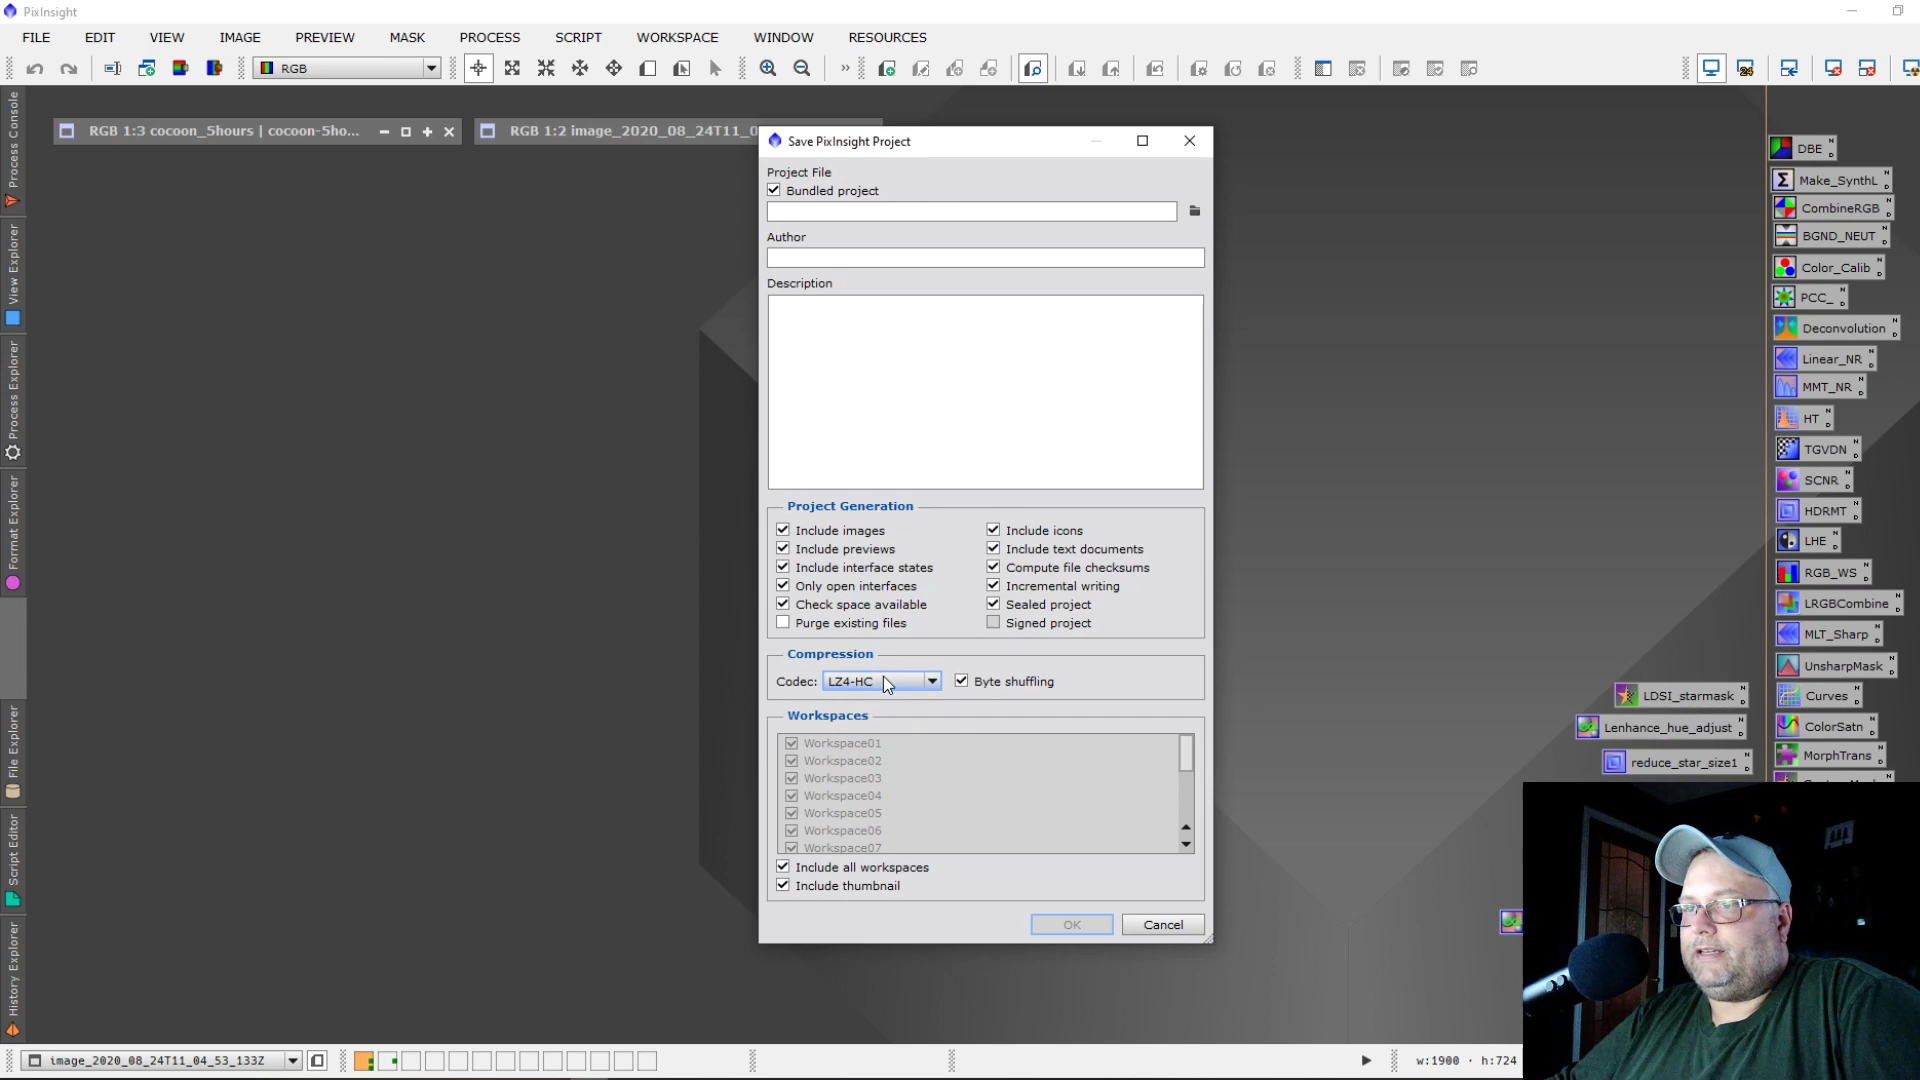 PixInsight
FILE EDIT VIEW IMAGE PREVIEW MASK PROCESS SCRIPT WORKSPACE WINDOW RESOURCES
RGB
24
RGB 1:3 cocoon_5hours | cocoon-5ho...
RGB 1:2 image_2020_08_24T11_0
Process Console
View Explorer
Process Explorer
Format Explorer
File Explorer
Script Editor
History Explorer
Save PixInsight Project
Project File
Bundled project
Author
Description
Project Generation
Include images Include icons
Include previews Include text documents
Include interface states Compute file checksums
Only open interfaces Incremental writing
Check space available Sealed project
Purge existing files Signed project
Compression
Codec: LZ4-HC Byte shuffling
Workspaces
Workspace01
Workspace02
Workspace03
Workspace04
Workspace05
Workspace06
Workspace07
Include all workspaces
Include thumbnail
OK Cancel
DBE
Make_SynthL
CombineRGB
BGND_NEUT
Color_Calib
PCC_
Deconvolution
Linear_NR
MMT_NR
HT
TGVDN
SCNR
HDRMT
LHE
RGB_WS
LRGBCombine
MLT_Sharp
UnsharpMask
LDSI_starmask Curves
Lenhance_hue_adjust ColorSatn
reduce_star_size1 MorphTrans
image_2020_08_24T11_04_53_133Z
w:1900 · h:724